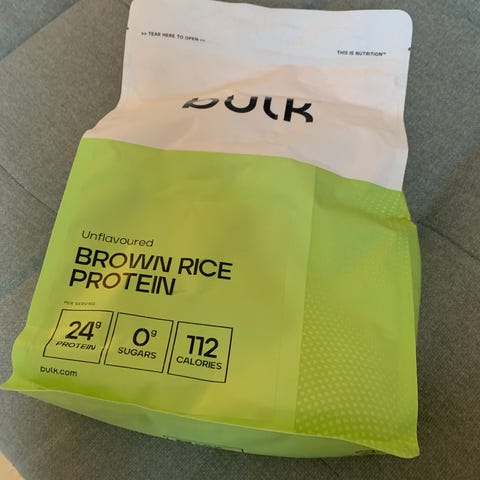 >> TEAR HERE TO OPEN <<
THIS IS NUTRITION™
bulk
Unflavoured
BROWN RICE
PROTEIN
PER SERVING
24g
PROTEIN
0g
SUGARS
112
CALORIES
bulk.com